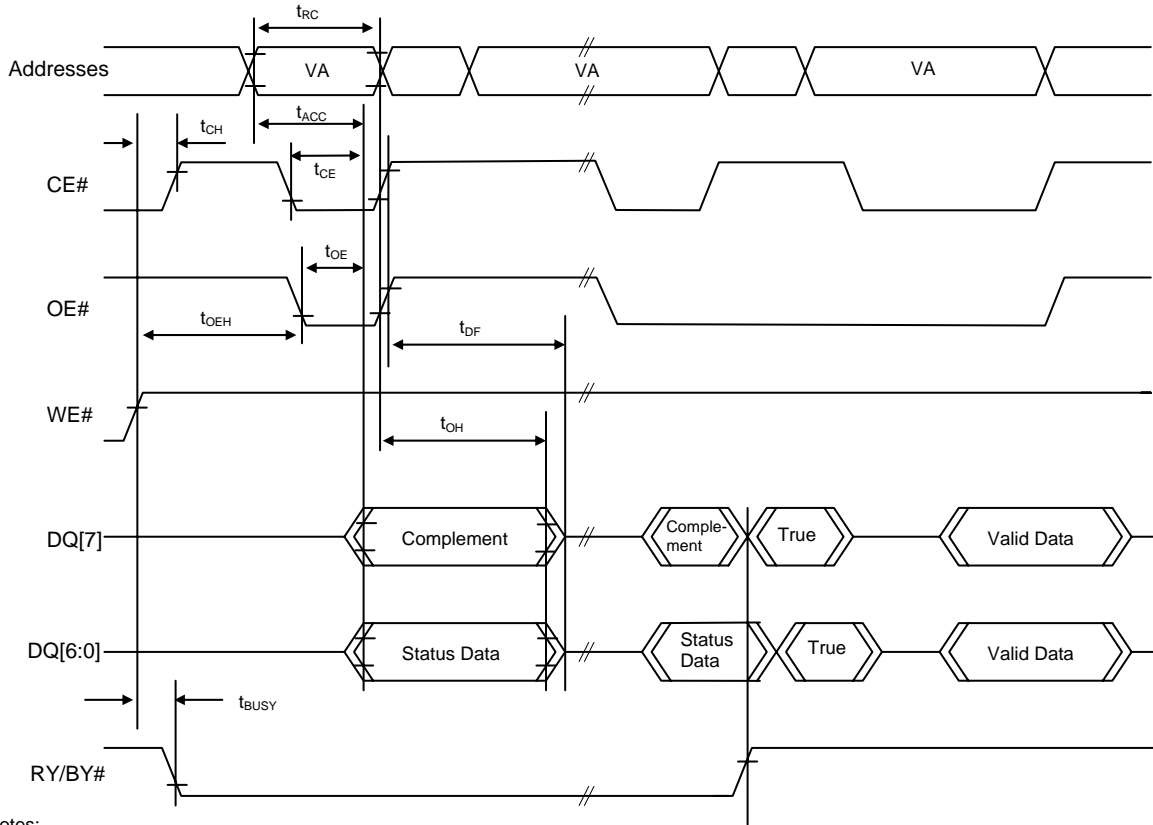 tRC
Addresses
VA
VA
VA
tACC
tCH
tCE
CE#
tOE
OE#
tOEH
tDF
WE#
tOH
DQ[7]
Complement
Comple-
ment
True
Valid Data
DQ[6:0]
Status Data
Status
Data
True
Valid Data
tBUSY
RY/BY#